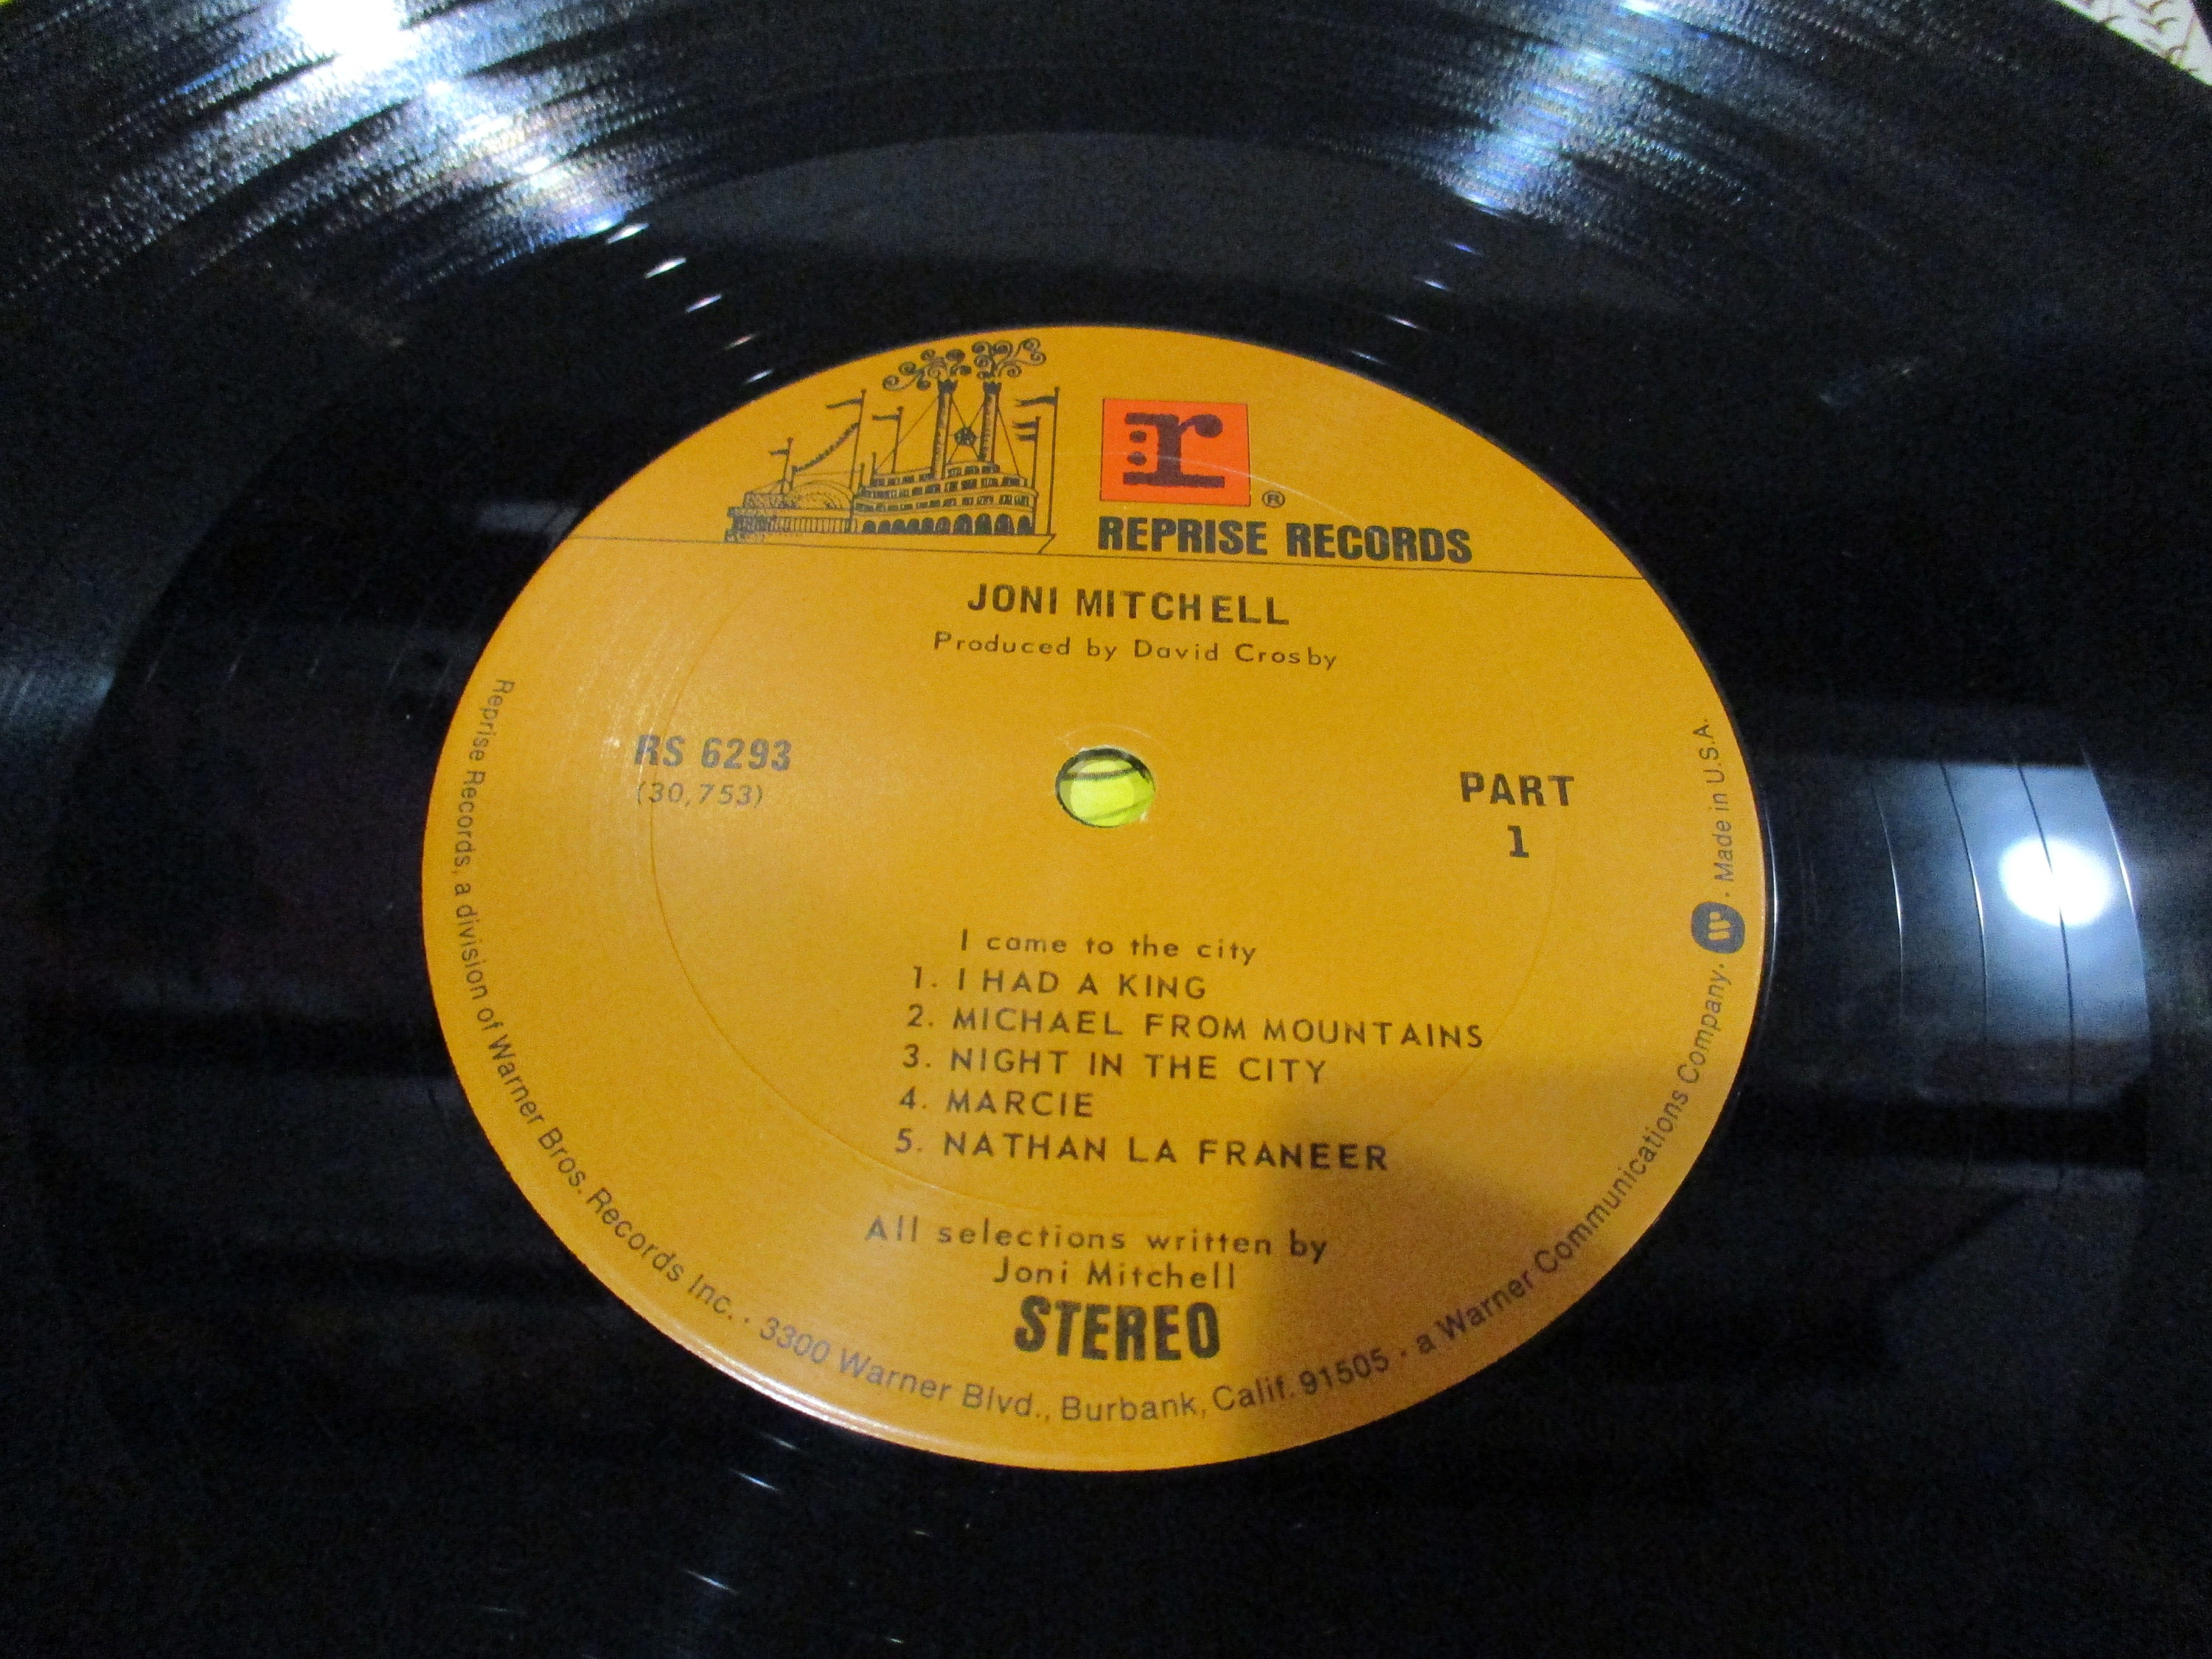 r
®
REPRISE RECORDS
JONI MITCHELL
Produced by David Crosby
RS 6293
(30,753)
PART
1
I came to the city
1. I HAD A KING
2. MICHAEL FROM MOUNTAINS
3. NIGHT IN THE CITY
4. MARCIE
5. NATHAN LA FRANEER
All selections written by
Joni Mitchell
STEREO
Reprise Records, a division of Warner Bros. Records Inc. · 3300 Warner Blvd., Burbank, Calif. 91505 · a Warner Communications Company. W · Made in U.S.A.